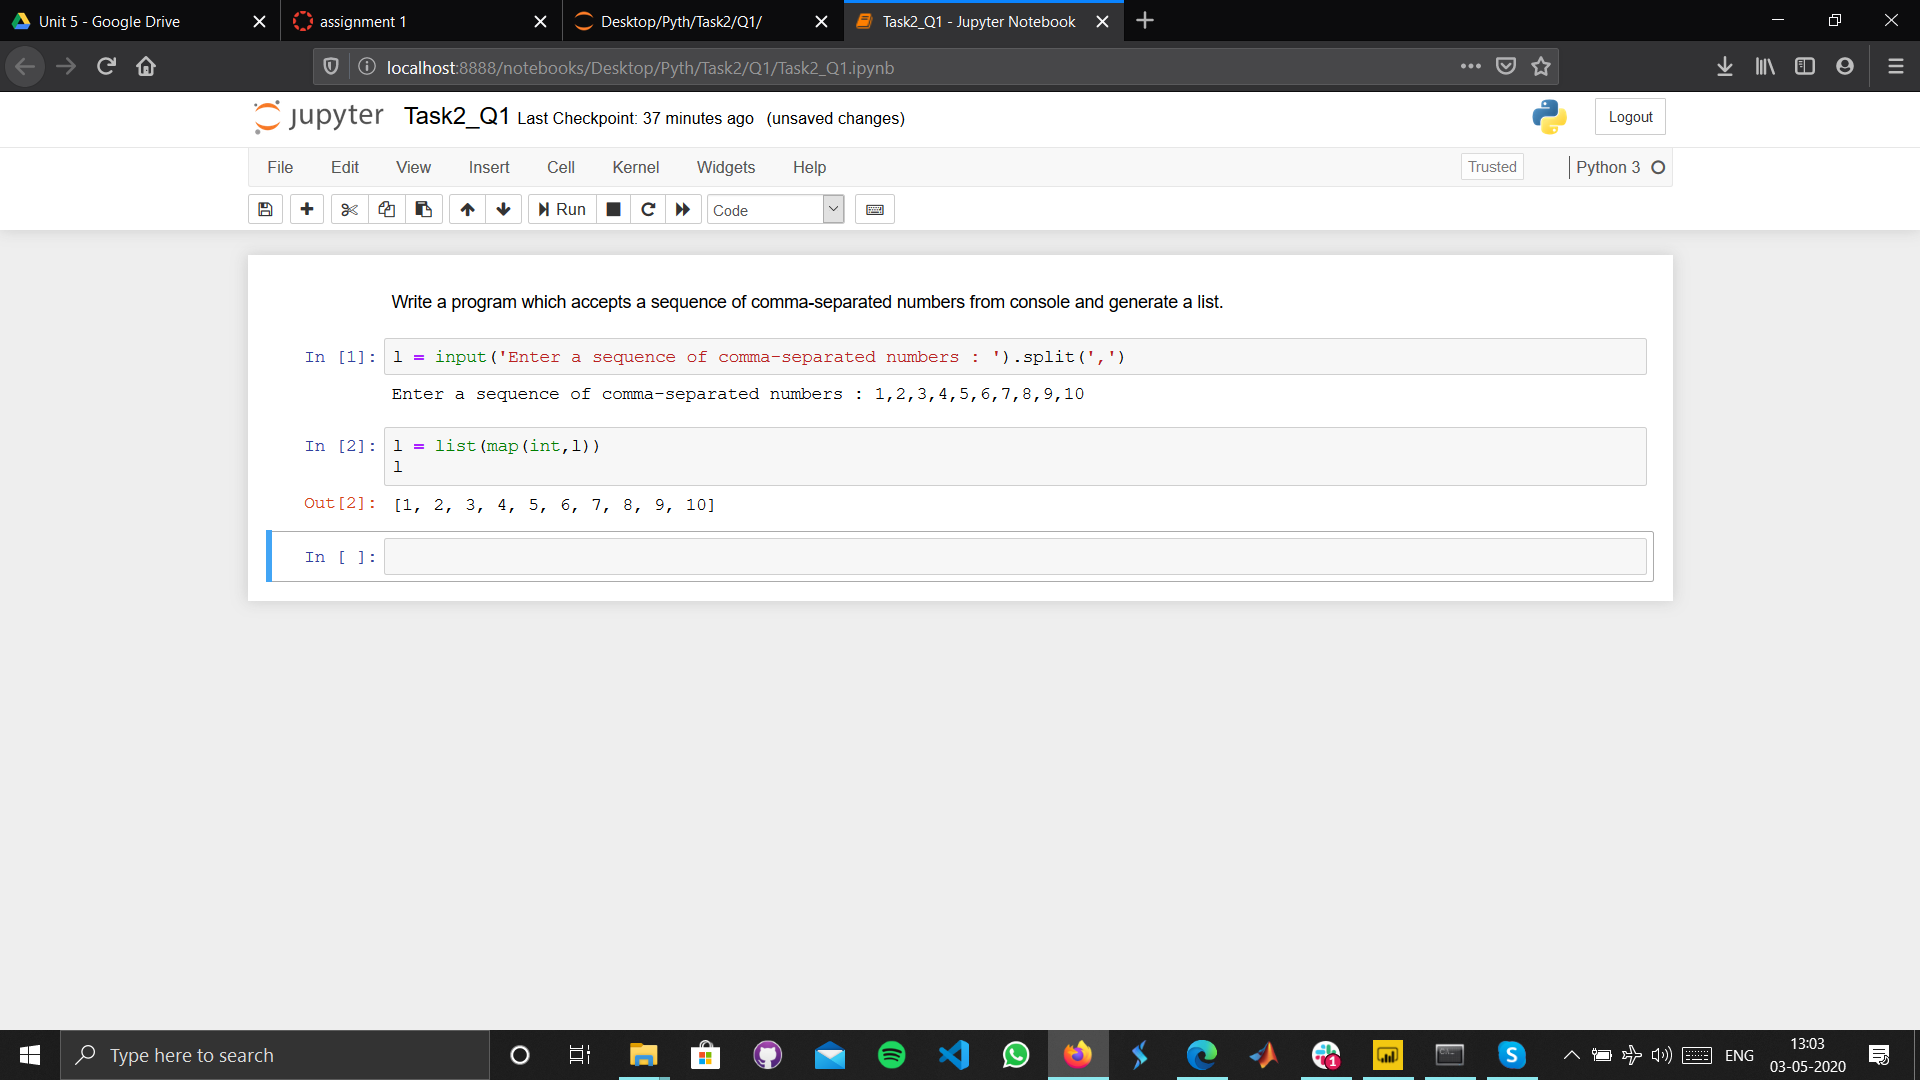 Unit 5 - Google Drive
assignment 1
Desktop/Pyth/Task2/Q1/
Task2_Q1 - Jupyter Notebook
localhost:8888/notebooks/Desktop/Pyth/Task2/Q1/Task2_Q1.ipynb
jupyter Task2_Q1 Last Checkpoint: 37 minutes ago (unsaved changes)
Logout
File Edit View Insert Cell Kernel Widgets Help
Trusted
Python 3
Run
Code
Write a program which accepts a sequence of comma-separated numbers from console and generate a list.
In [1]: l = input('Enter a sequence of comma-separated numbers : ').split(',')
Enter a sequence of comma-separated numbers : 1,2,3,4,5,6,7,8,9,10
In [2]: l = list(map(int,l))
l
Out[2]: [1, 2, 3, 4, 5, 6, 7, 8, 9, 10]
In [ ]:
Type here to search
1
S
ENG
13:03
03-05-2020